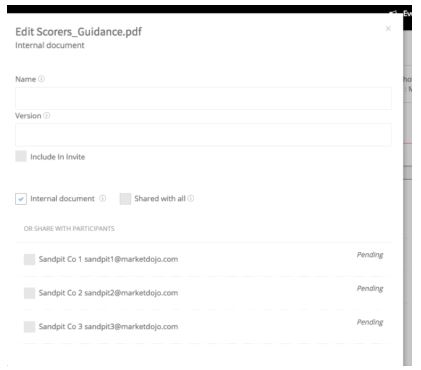 Ev
Edit Scorers_Guidance.pdf
Internal document
Name
Version
Include In Invite
Internal document Shared with all
OR SHARE WITH PARTICIPANTS
Sandpit Co 1 sandpit1@marketdojo.com Pending
Sandpit Co 2 sandpit2@marketdojo.com Pending
Sandpit Co 3 sandpit3@marketdojo.com Pending